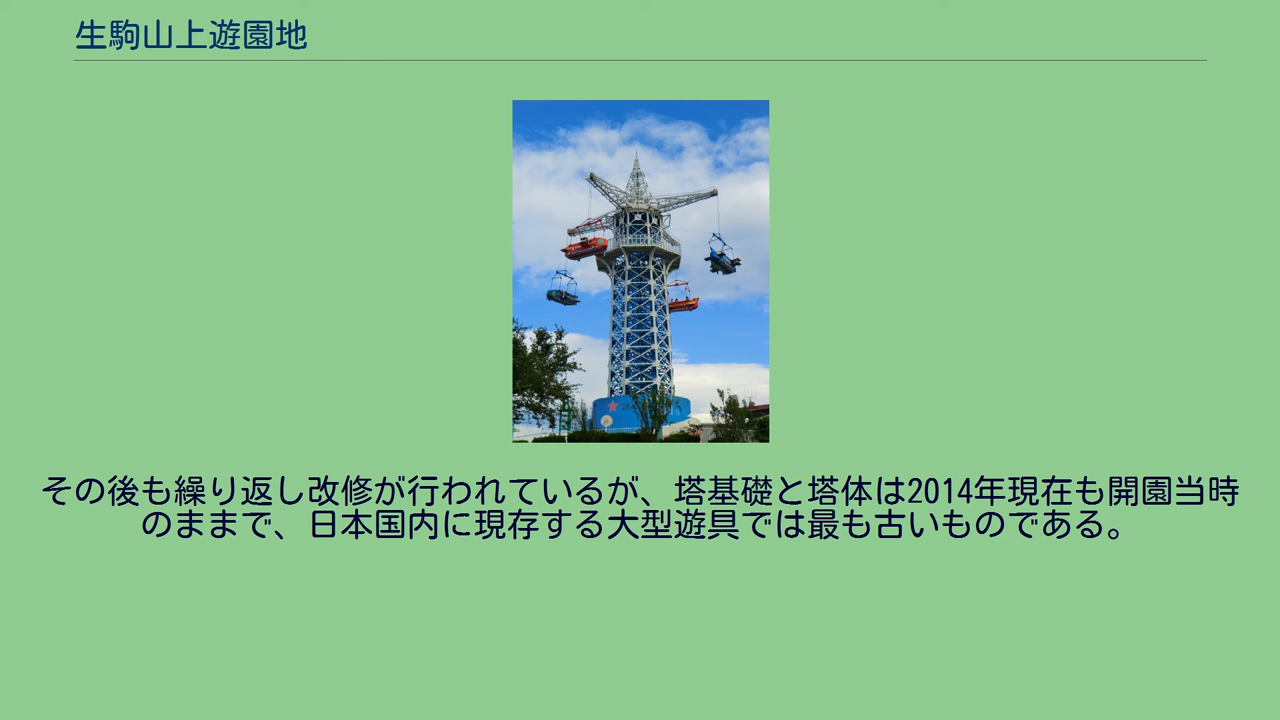 生駒山上遊園地
その後も繰り返し改修が行われているが、塔基礎と塔体は2014年現在も開園当時
のままで、日本国内に現存する大型遊具では最も古いものである。